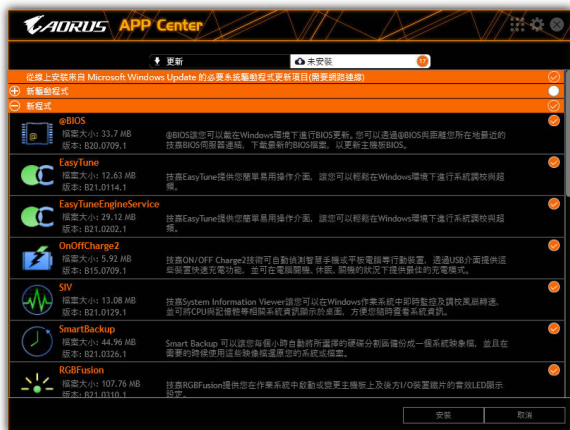 AORUS APP Center
更新
未安裝 17
從線上安裝來自 Microsoft Windows Update 的必要系統驅動程式更新項目(需要網路連線)
新驅動程式
新程式
@BIOS
檔案大小: 33.7 MB
版本: B20.0709.1
@BIOS讓您可以載在Windows環境下進行BIOS更新。您可以透過@BIOS與距離您所在地最近的
技嘉BIOS伺服器連結，下載最新的BIOS檔案，以更新主機板BIOS。
EasyTune
檔案大小: 12.63 MB
版本: B21.0114.1
技嘉EasyTune提供您簡單易用操作介面，讓您可以輕鬆在Windows環境下進行系統調校與超
頻。
EasyTuneEngineService
檔案大小: 29.12 MB
版本: B21.0202.1
技嘉EasyTune提供您簡單易用操作介面，讓您可以輕鬆在Windows環境下進行系統調校與超
頻。
OnOffCharge2
檔案大小: 5.92 MB
版本: B15.0709.1
技嘉ON/OFF Charge2技術可自動偵測智慧手機或平板電腦等行動裝置，透過USB介面提供這
些裝置快速充電功能，並可在電腦開機、休眠、關機的狀況下提供最佳的充電模式。
SIV
檔案大小: 13.08 MB
版本: B21.0129.1
技嘉System Information Viewer讓您可以在Windows作業系統中即時監控及調校風扇轉速，
並可將CPU與記憶體等相關系統資訊顯示於桌面，方便您隨時查看系統資訊。
SmartBackup
檔案大小: 44.96 MB
版本: B21.0326.1
Smart Backup 可以讓您每個小時自動將所選擇的硬碟分割區備份成一個系統映像檔，並且在
需要的時候使用這些映像檔還原您的系統或檔案。
RGBFusion
檔案大小: 107.76 MB
版本: B21.0310.1
技嘉RGBFusion提供您在作業系統中啟動或變更主機板上及後方I/O裝置鐵片的音效LED顯示
設定。
安裝
取消